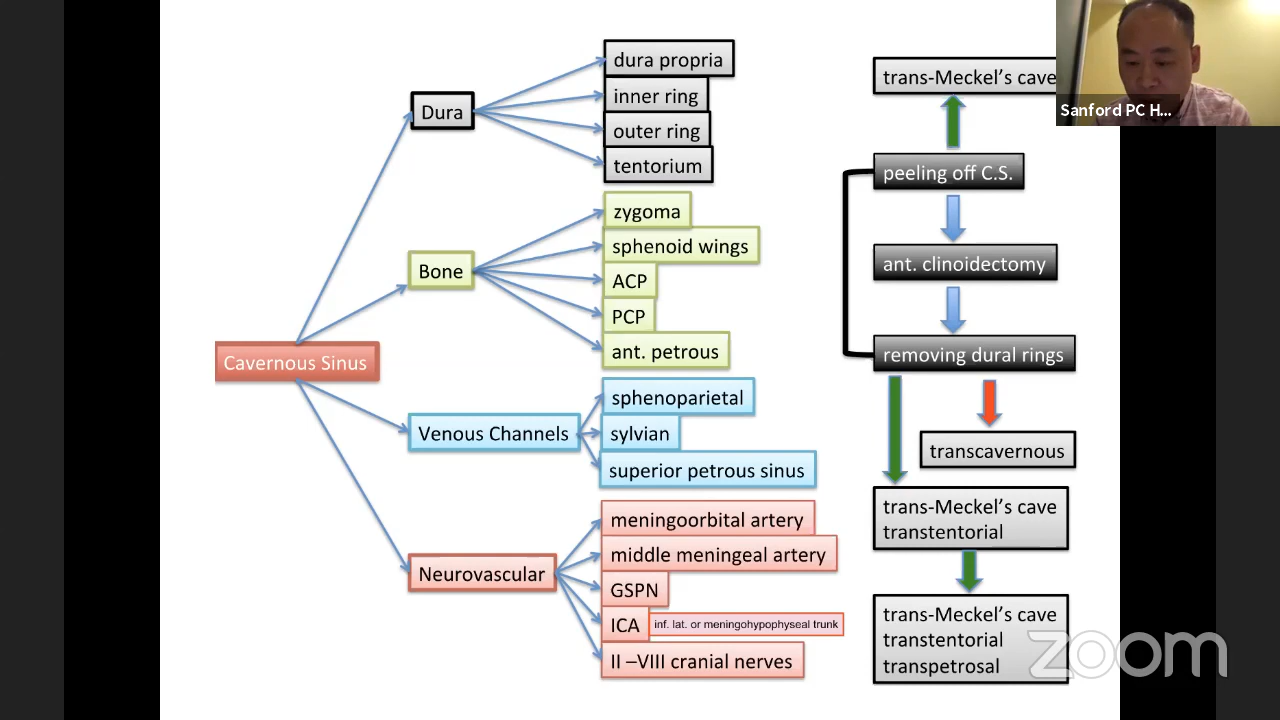 dura propria
inner ring
outer ring
tentorium
Dura
zygoma
sphenoid wings
ACP
PCP
ant. petrous
Bone
Cavernous Sinus
sphenoparietal
sylvian
superior petrous sinus
Venous Channels
meningoorbital artery
middle meningeal artery
GSPN
ICA
inf. lat. or meningohypophyseal trunk
II –VIII cranial nerves
Neurovascular
trans-Meckel's cave
peeling off C.S.
ant. clinoidectomy
removing dural rings
transcavernous
trans-Meckel's cave
transtentorial
trans-Meckel's cave
transtentorial
transpetrosal
Sanford PC H...
zoom